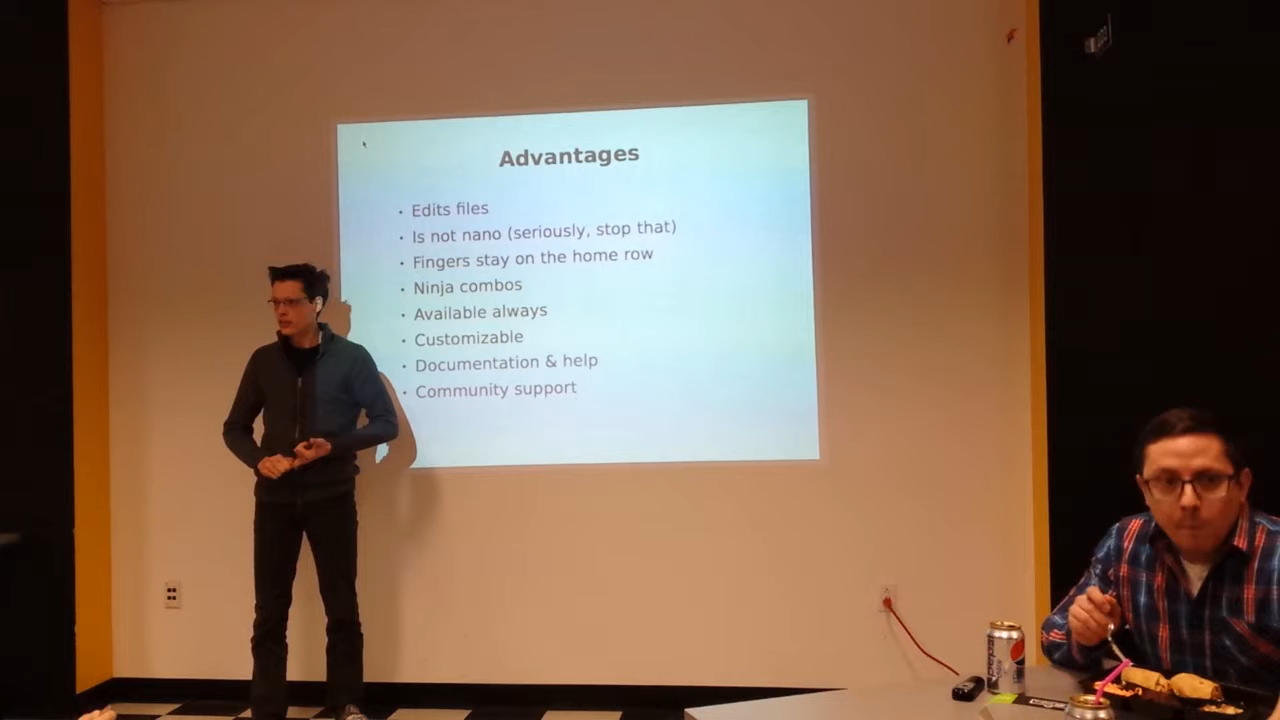 Advantages
• Edits files
• Is not nano (seriously, stop that)
• Fingers stay on the home row
• Ninja combos
• Available always
• Customizable
• Documentation & help
• Community support
pepsi